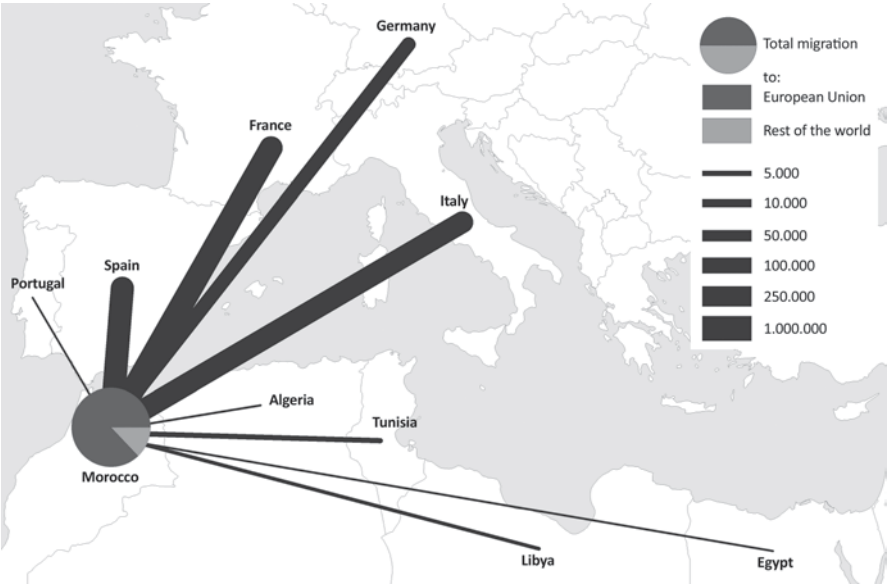 Germany
France
Italy
Spain
Portugal
Algeria
Tunisia
Morocco
Libya
Egypt
Total migration
to:
European Union
Rest of the world
5.000
10.000
50.000
100.000
250.000
1.000.000